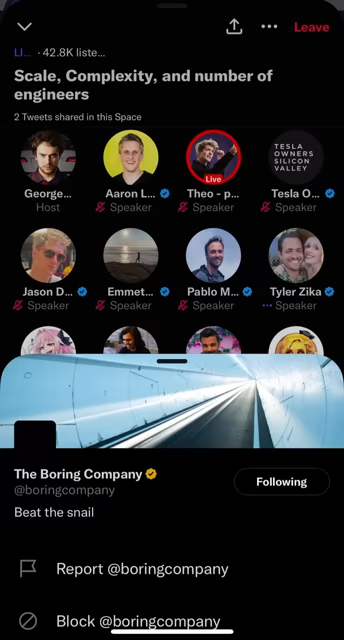 LI... · 42.8K liste...
Leave
Scale, Complexity, and number of
engineers
2 Tweets shared in this Space
Live
TESLA
OWNERS
SILICON
VALLEY
George... Aaron L... Theo - p... Tesla O...
Host Speaker Speaker Speaker
Jason D... Emmet... Pablo M... Tyler Zika
Speaker Speaker Speaker Speaker
The Boring Company
@boringcompany
Following
Beat the snail
Report @boringcompany
Block @boringcompany